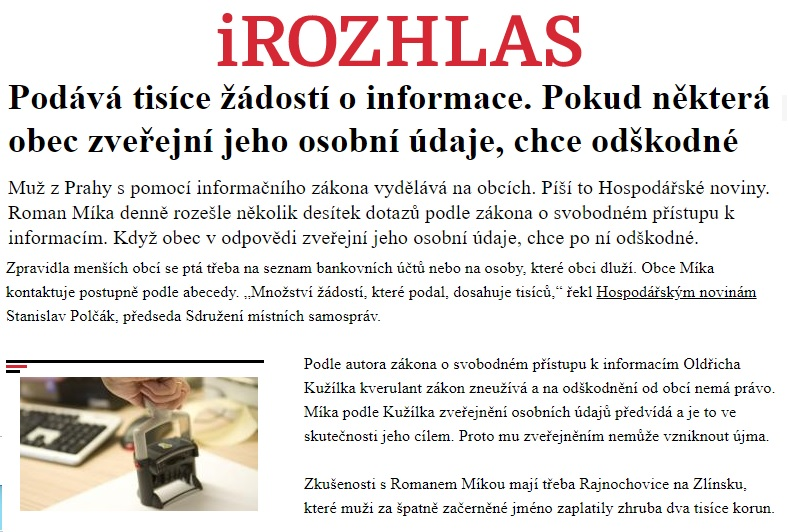 iROZHLAS
Podává tisíce žádostí o informace. Pokud některá
obec zveřejní jeho osobní údaje, chce odškodné
Muž z Prahy s pomocí informačního zákona vydělává na obcích. Píší to Hospodářské noviny.
Roman Míka denně rozešle několik desítek dotazů podle zákona o svobodném přístupu k
informacím. Když obec v odpovědi zveřejní jeho osobní údaje, chce po ní odškodné.
Zpravidla menších obcí se ptá třeba na seznam bankovních účtů nebo na osoby, které obci dluží. Obce Míka
kontaktuje postupně podle abecedy. „Množství žádostí, které podal, dosahuje tisíců,“ řekl Hospodářským novinám
Stanislav Polčák, předseda Sdružení místních samospráv.
Podle autora zákona o svobodném přístupu k informacím Oldřicha
Kužílka kverulant zákon zneužívá a na odškodnění od obcí nemá právo.
Míka podle Kužílka zveřejnění osobních údajů předvídá a je to ve
skutečnosti jeho cílem. Proto mu zveřejněním nemůže vzniknout újma.
Zkušenosti s Romanem Míkou mají třeba Rajnochovice na Zlínsku,
které muži za špatně začerněné jméno zaplatily zhruba dva tisíce korun.